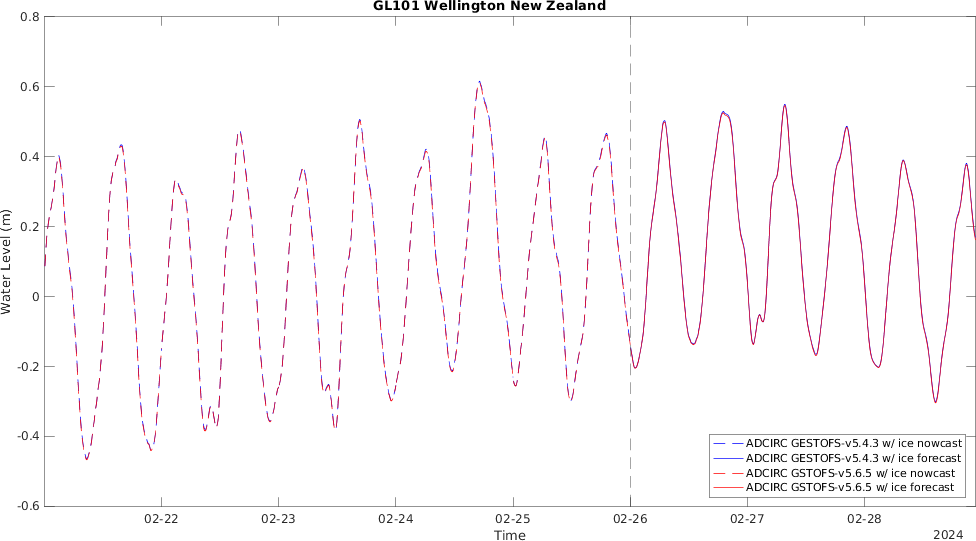 GL101 Wellington New Zealand
Water Level (m)
0.8
0.6
0.4
0.2
0
-0.2
-0.4
-0.6
02-22
02-23
02-24
02-25
02-26
02-27
02-28
Time
2024
ADCIRC GESTOFS-v5.4.3 w/ ice nowcast
ADCIRC GESTOFS-v5.4.3 w/ ice forecast
ADCIRC GSTOFS-v5.6.5 w/ ice nowcast
ADCIRC GSTOFS-v5.6.5 w/ ice forecast